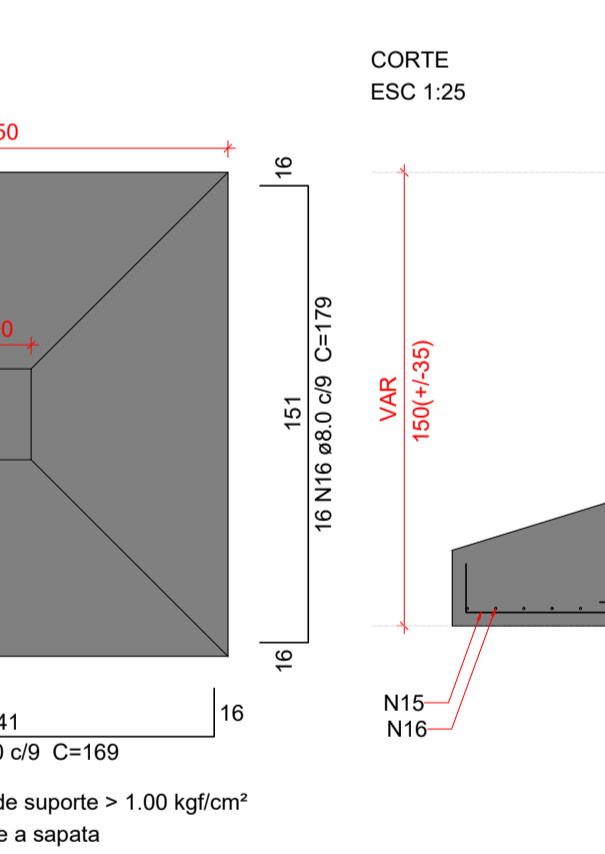 CORTE
ESC 1:25
50
16
0
151
16 N16 ø8.0 c/9 C=179
VAR
150(+/-35)
16
N15
N16
16
41
0 c/9 C=169
de suporte > 1.00 kgf/cm²
e a sapata